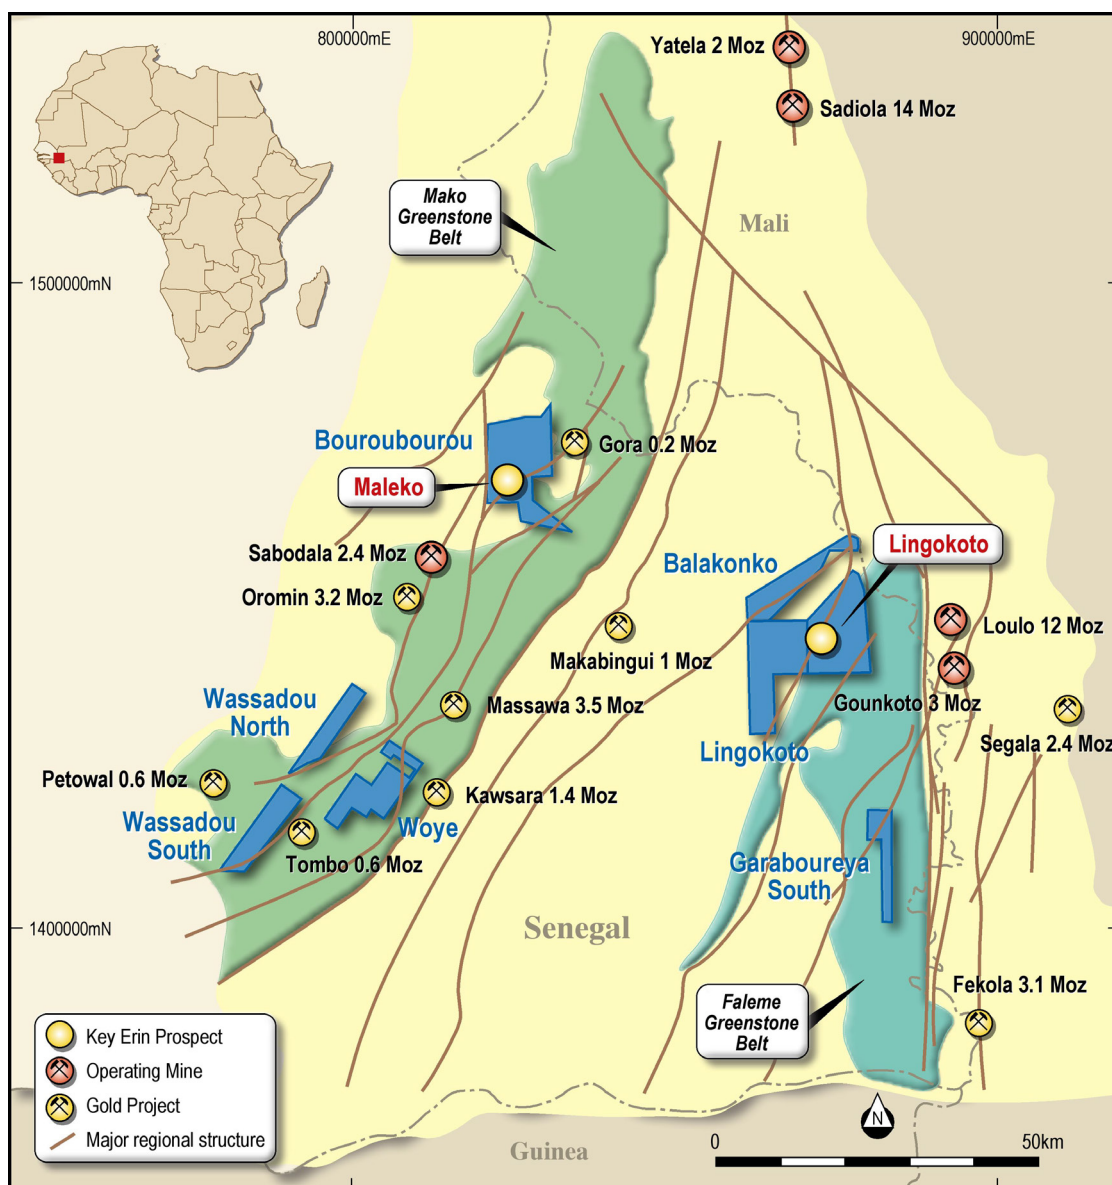 800000mE
900000mE
Yatela 2 Moz
Sadiola 14 Moz
Mako
Greenstone
Belt
Mali
1500000mN
Bouroubourou
Gora 0.2 Moz
Maleko
Sabodala 2.4 Moz
Lingokoto
Balakonko
Oromin 3.2 Moz
Loulo 12 Moz
Makabingui 1 Moz
Wassadou
North
Massawa 3.5 Moz
Gounkoto 3 Moz
Segala 2.4 Moz
Lingokoto
Petowal 0.6 Moz
Kawsara 1.4 Moz
Wassadou
South
Woye
Tombo 0.6 Moz
Garaboureya
South
1400000mN
Senegal
Fekola 3.1 Moz
Faleme
Greenstone
Belt
Key Erin Prospect
Operating Mine
Gold Project
Major regional structure
N
Guinea
0
50km